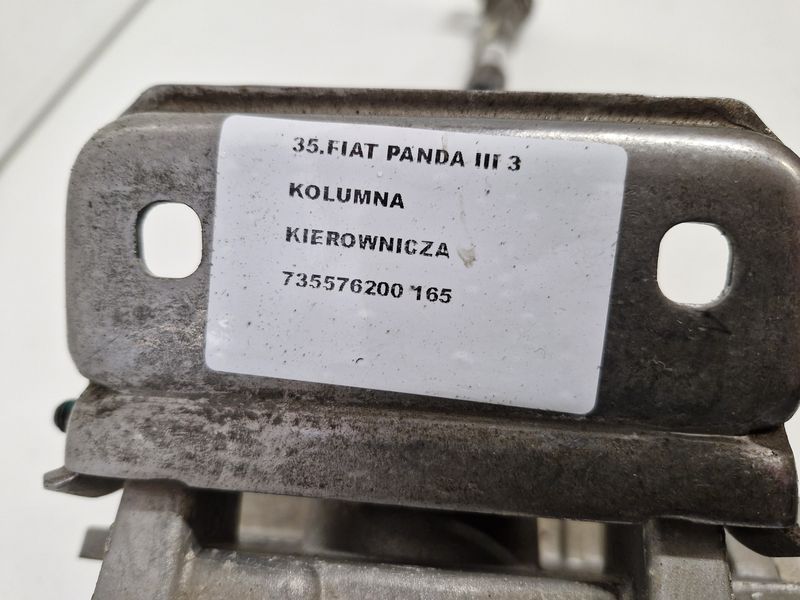 35.FIAT PANDA III 3
KOLUMNA
KIEROWNICZA
735576200 165